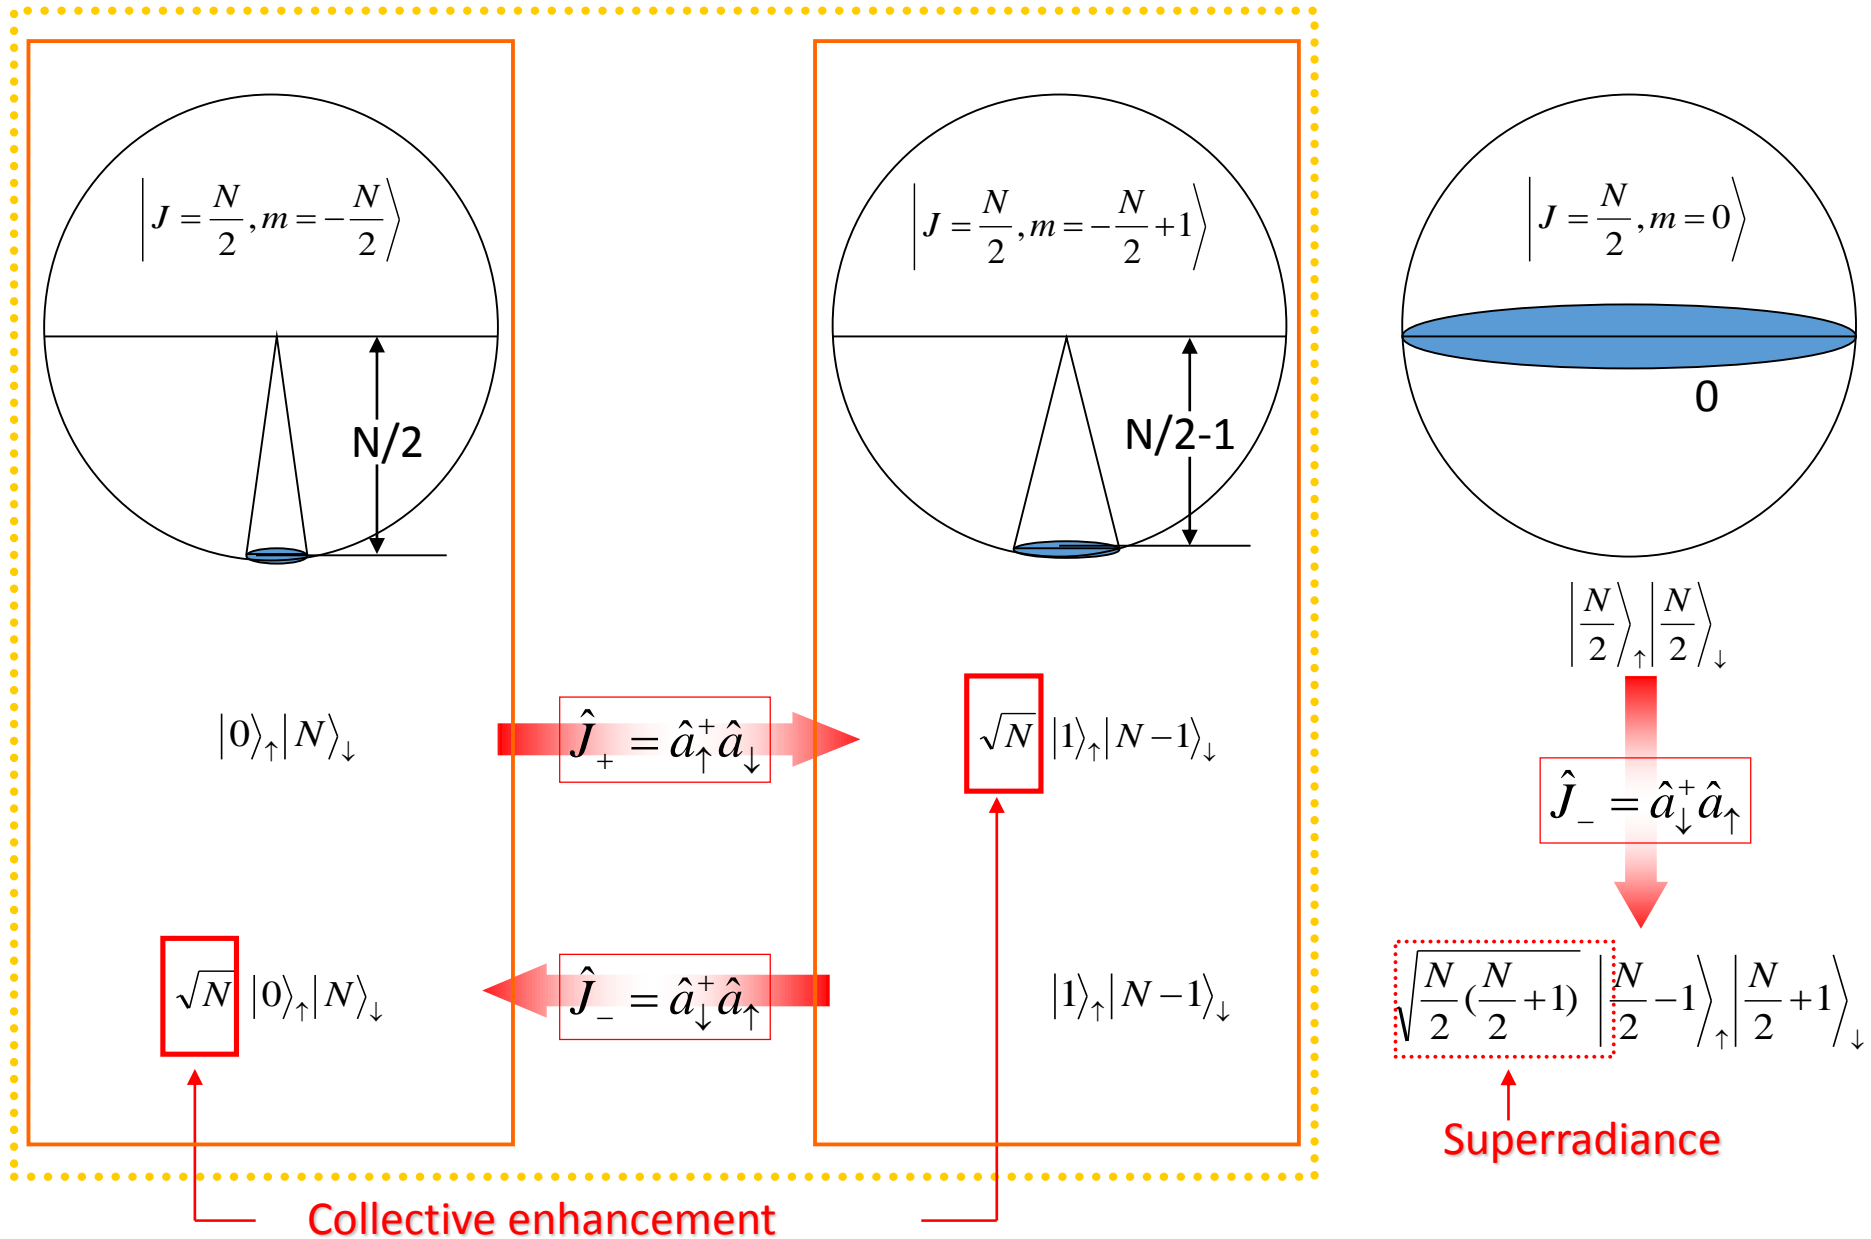 |J = N/2, m = −N/2⟩
|J = N/2, m = −N/2 +1⟩
|J = N/2, m = 0⟩
N/2
N/2-1
0
|N/2⟩↑|N/2⟩↓
|0⟩↑|N⟩↓
Ĵ₊ = â↑⁺â↓
√N |1⟩↑|N−1⟩↓
Ĵ₋ = â↓⁺â↑
√N |0⟩↑|N⟩↓
Ĵ₋ = â↓⁺â↑
|1⟩↑|N−1⟩↓
√(N/2(N/2+1)) |N/2−1⟩↑|N/2+1⟩↓
Superradiance
Collective enhancement